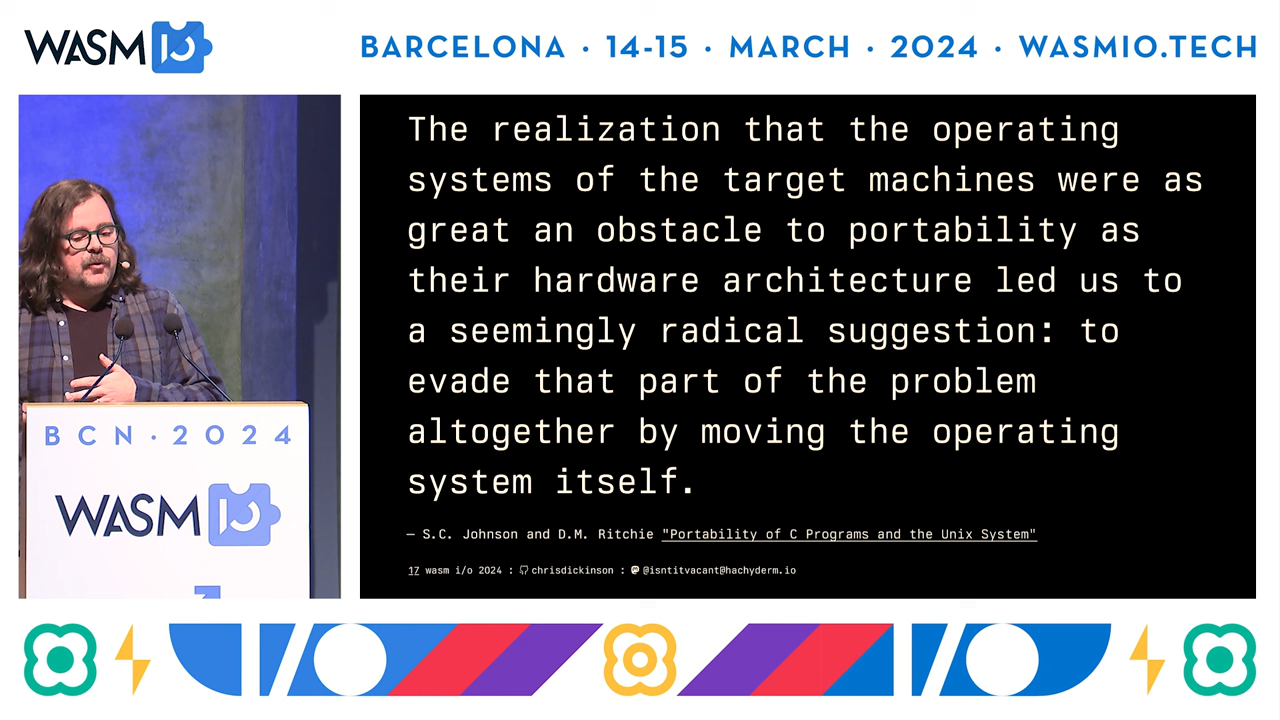 WASM IO
BARCELONA · 14-15 · MARCH · 2024 · WASMIO.TECH
The realization that the operating
systems of the target machines were as
great an obstacle to portability as
their hardware architecture led us to
a seemingly radical suggestion: to
evade that part of the problem
altogether by moving the operating
system itself.
— S.C. Johnson and D.M. Ritchie "Portability of C Programs and the Unix System"
17 wasm i/o 2024 : chrisdickinson : @isntitvacant@hachyderm.io
BCN·2024
WASM IO